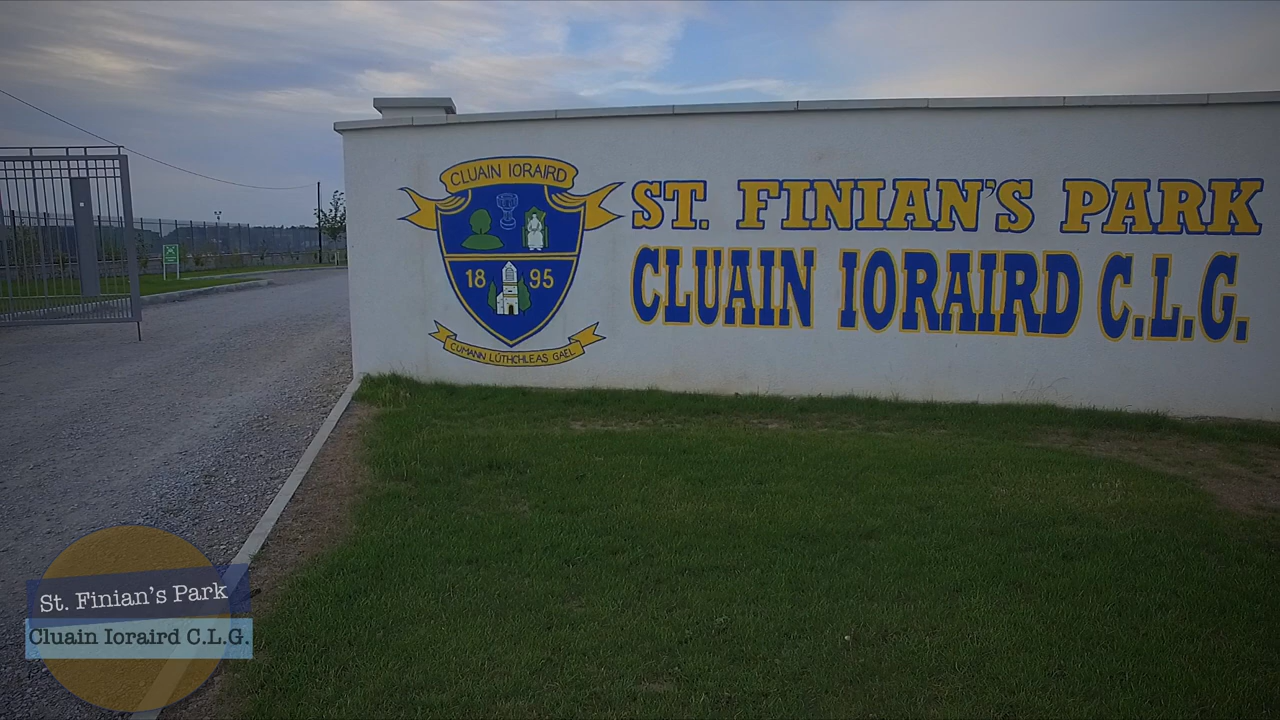 CLUAIN IORAIRD
18 95
CUMANN LÚTHCHLEAS GAEL
ST. FINIAN'S PARK
CLUAIN IORAIRD C.L.G.
St. Finian's Park
Cluain Ioraird C.L.G.